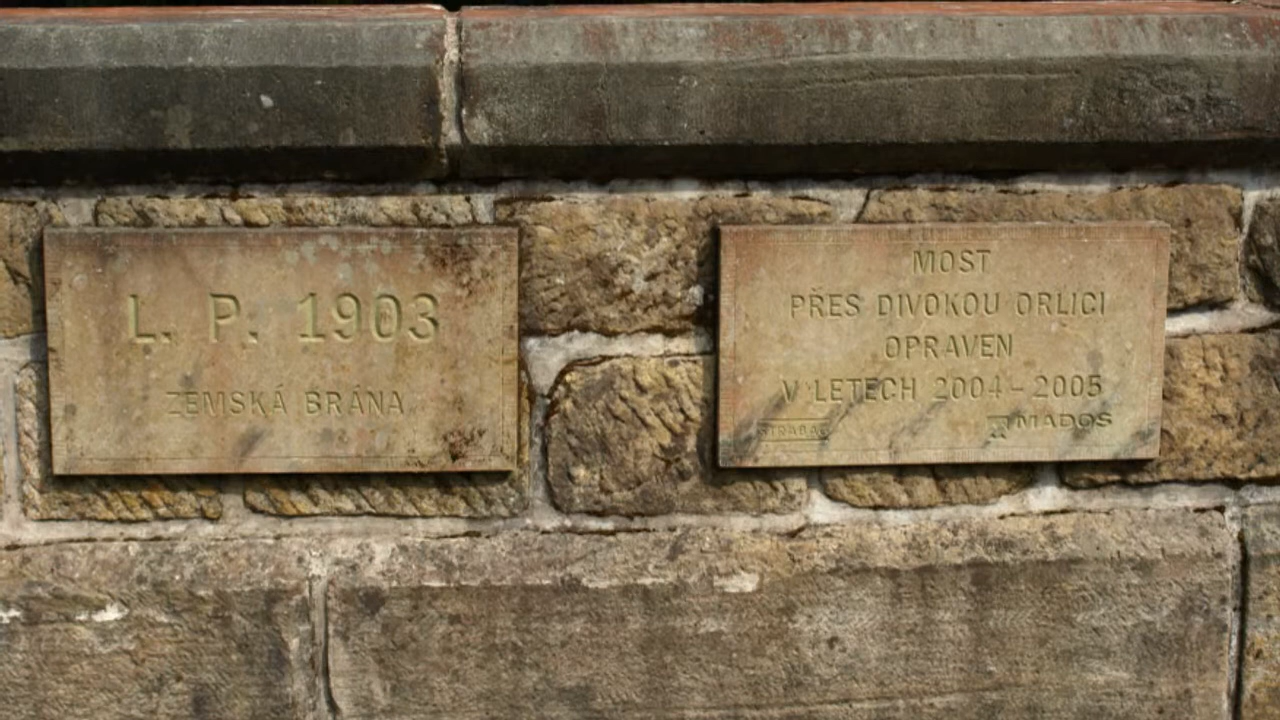 L. P. 1903
ZEMSKÁ BRÁNA
MOST
PŘES DIVOKOU ORLICI
OPRAVEN
V LETECH 2004-2005
STRABAG
MADOS